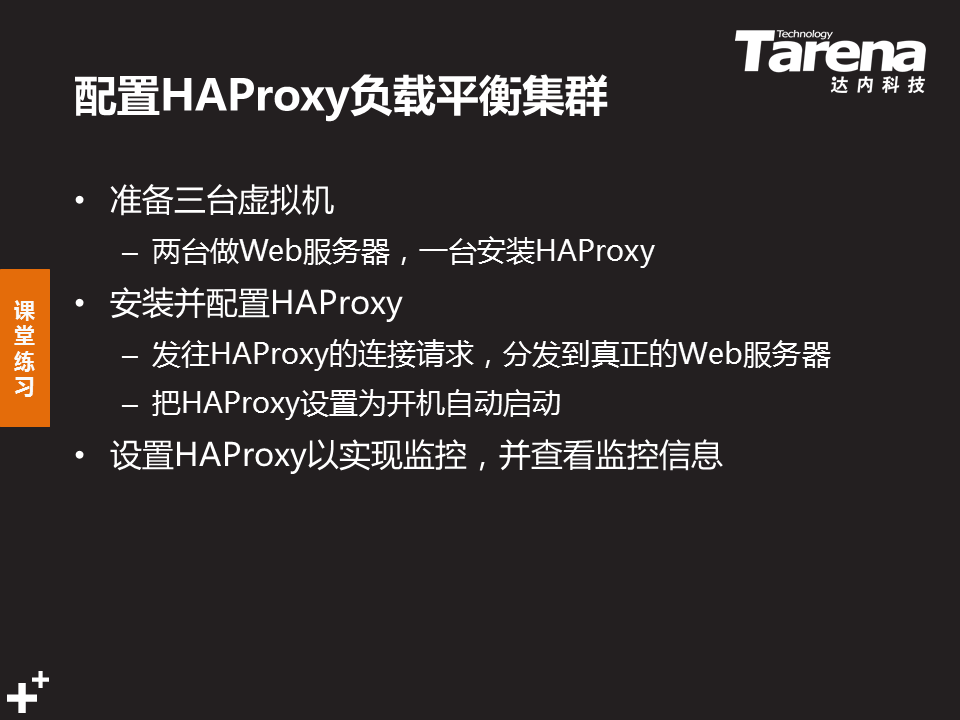 Technology
Tarena
达内科技
配置HAProxy负载平衡集群
• 准备三台虚拟机
– 两台做Web服务器，一台安装HAProxy
• 安装并配置HAProxy
– 发往HAProxy的连接请求，分发到真正的Web服务器
– 把HAProxy设置为开机自动启动
• 设置HAProxy以实现监控，并查看监控信息
课
堂
练
习